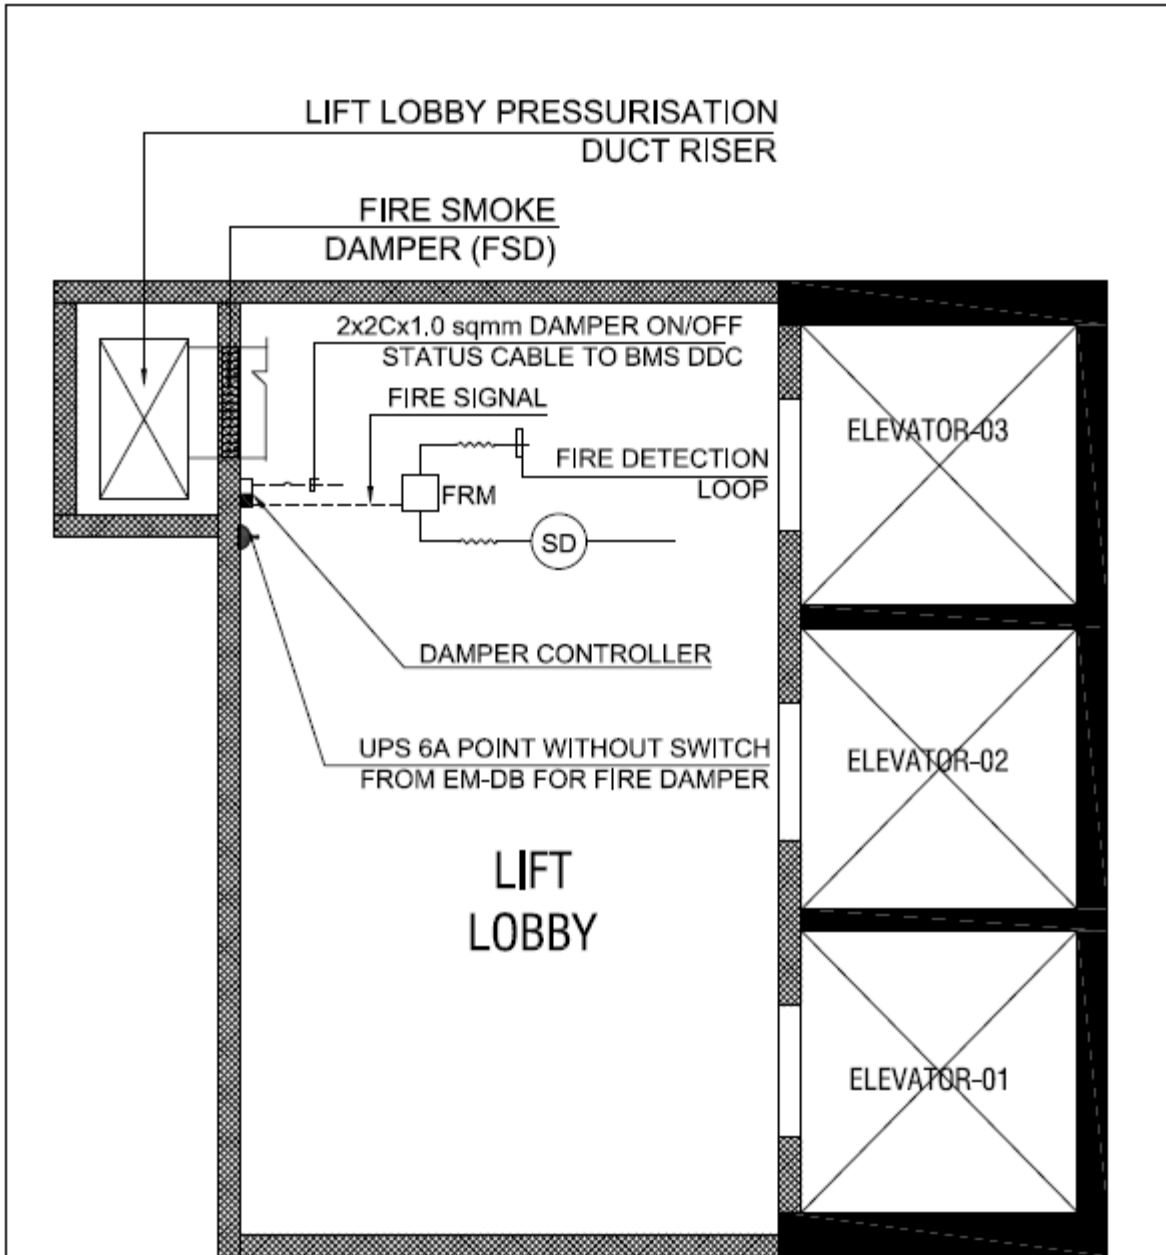 LIFT LOBBY PRESSURISATION
DUCT RISER
FIRE SMOKE
DAMPER (FSD)
2x2Cx1.0 sqmm DAMPER ON/OFF
STATUS CABLE TO BMS DDC
FIRE SIGNAL
ELEVATOR-03
FIRE DETECTION
LOOP
FRM
SD
DAMPER CONTROLLER
UPS 6A POINT WITHOUT SWITCH
FROM EM-DB FOR FIRE DAMPER
ELEVATOR-02
LIFT
LOBBY
ELEVATOR-01